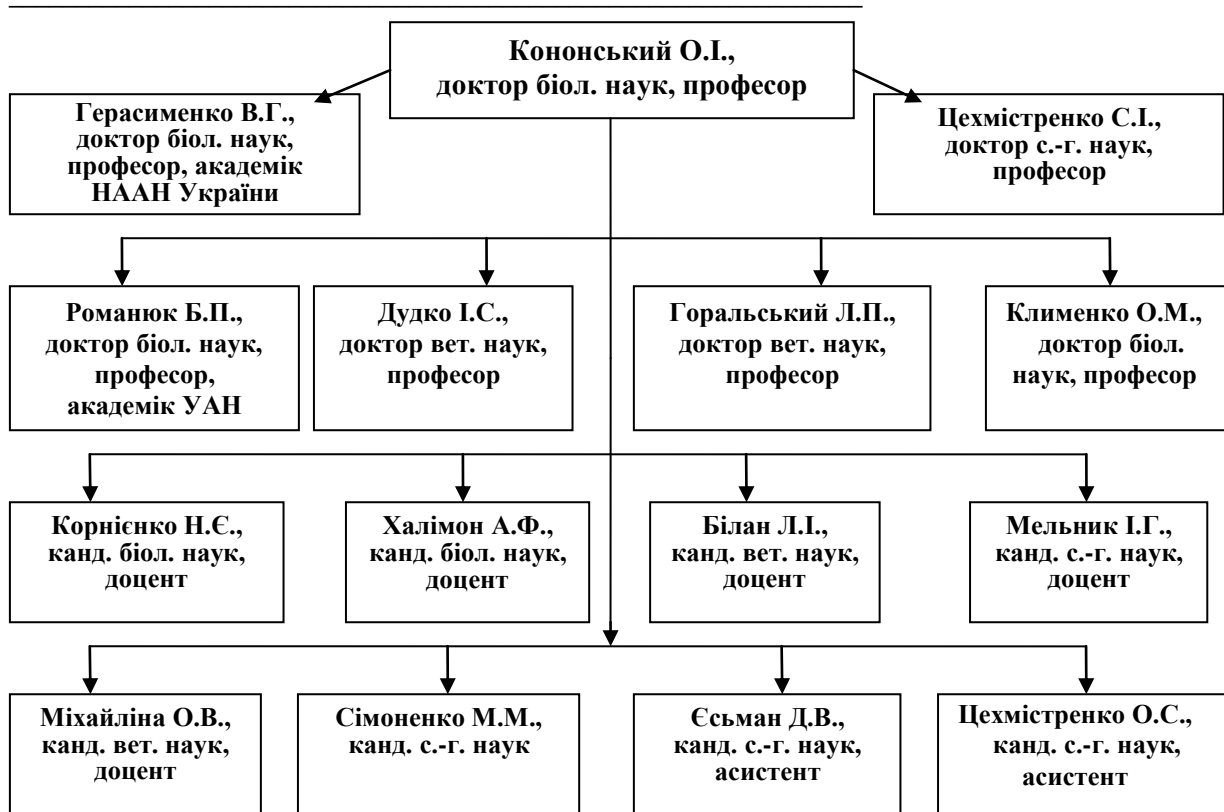 Кононський О.І.,
доктор біол. наук, професор
Герасименко В.Г.,
доктор біол. наук,
професор, академік
НААН України
Цехмістренко С.І.,
доктор с.-г. наук,
професор
Романюк Б.П.,
доктор біол. наук,
професор,
академік УАН
Дудко І.С.,
доктор вет. наук,
професор
Горальський Л.П.,
доктор вет. наук,
професор
Клименко О.М.,
доктор біол.
наук, професор
Корнієнко Н.Є.,
канд. біол. наук,
доцент
Халімон А.Ф.,
канд. біол. наук,
доцент
Білан Л.І.,
канд. вет. наук,
доцент
Мельник І.Г.,
канд. с.-г. наук,
доцент
Міхайліна О.В.,
канд. вет. наук,
доцент
Сімоненко М.М.,
канд. с.-г. наук
Єсьман Д.В.,
канд. с.-г. наук,
асистент
Цехмістренко О.С.,
канд. с.-г. наук,
асистент